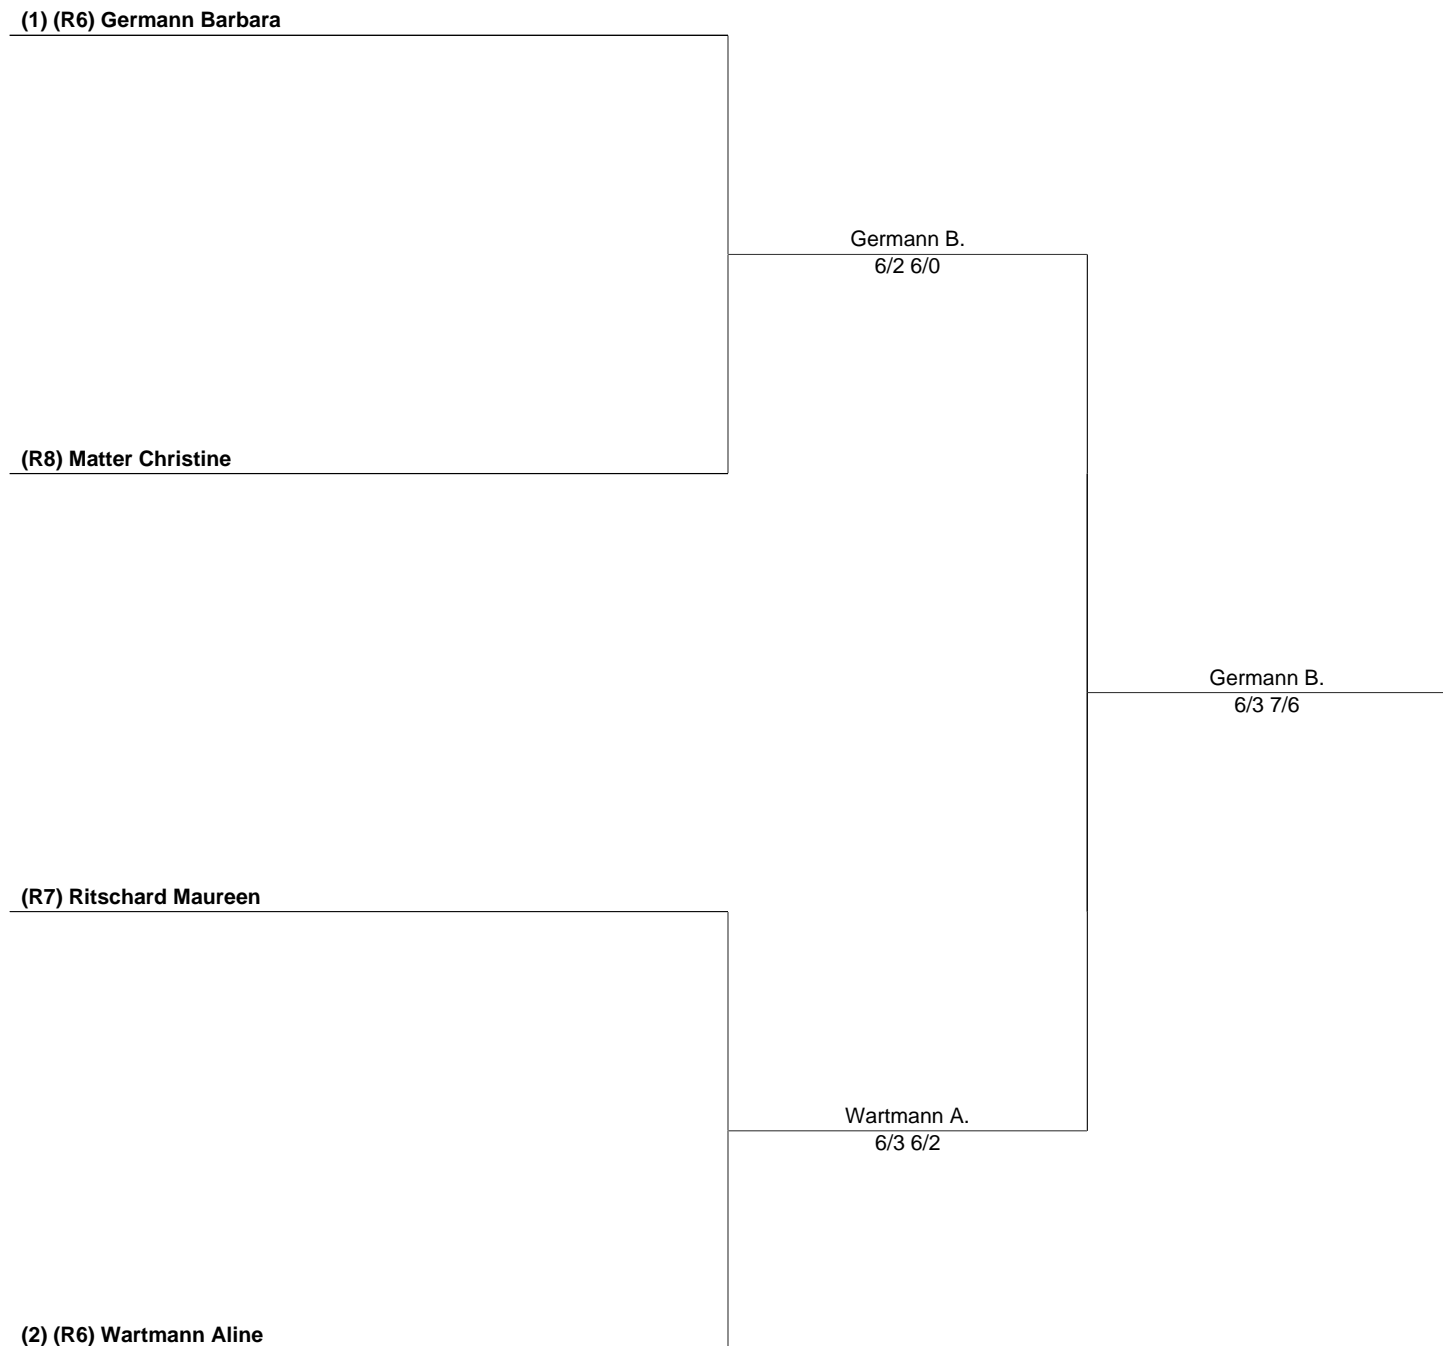 (1) (R6) Germann Barbara
Germann B.
6/2 6/0
(R8) Matter Christine
Germann B.
6/3 7/6
(R7) Ritschard Maureen
Wartmann A.
6/3 6/2
(2) (R6) Wartmann Aline